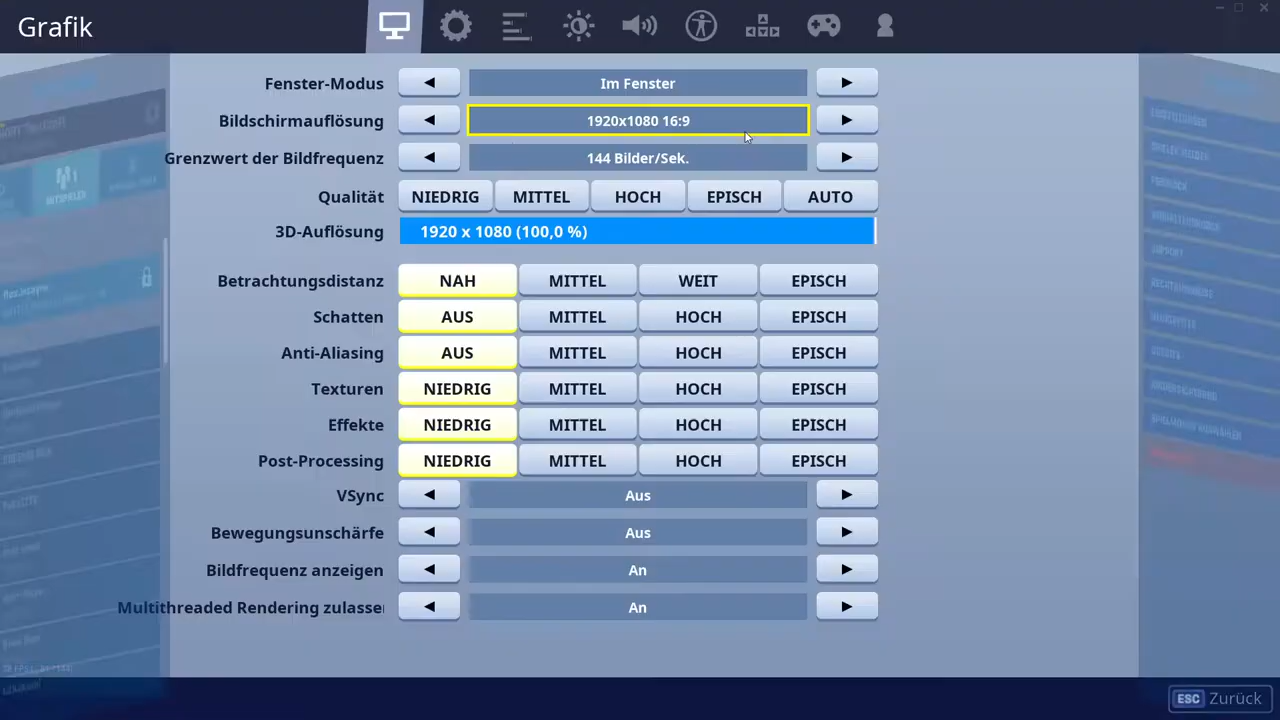 Grafik
Fenster-Modus ◀ Im Fenster ▶
Bildschirmauflösung ◀ 1920x1080 16:9 ▶
Grenzwert der Bildfrequenz ◀ 144 Bilder/Sek. ▶
Qualität NIEDRIG MITTEL HOCH EPISCH AUTO
3D-Auflösung 1920 x 1080 (100,0 %)
Betrachtungsdistanz NAH MITTEL WEIT EPISCH
Schatten AUS MITTEL HOCH EPISCH
Anti-Aliasing AUS MITTEL HOCH EPISCH
Texturen NIEDRIG MITTEL HOCH EPISCH
Effekte NIEDRIG MITTEL HOCH EPISCH
Post-Processing NIEDRIG MITTEL HOCH EPISCH
VSync ◀ Aus ▶
Bewegungsunschärfe ◀ Aus ▶
Bildfrequenz anzeigen ◀ An ▶
Multithreaded Rendering zulasse ◀ An ▶
ESC Zurück